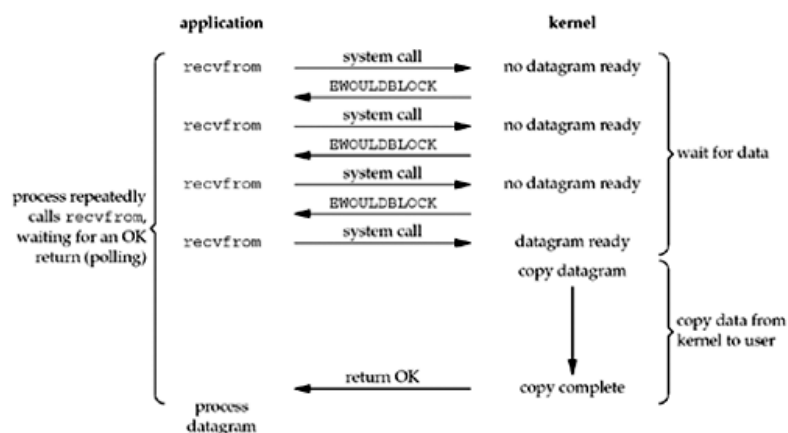 application kernel
recvfrom system call no datagram ready
EWOULDBLOCK
recvfrom system call no datagram ready
EWOULDBLOCK
wait for data
recvfrom system call no datagram ready
EWOULDBLOCK
recvfrom system call datagram ready
process repeatedly
calls recvfrom,
waiting for an OK
return (polling)
copy datagram
copy data from
kernel to user
return OK copy complete
process
datagram